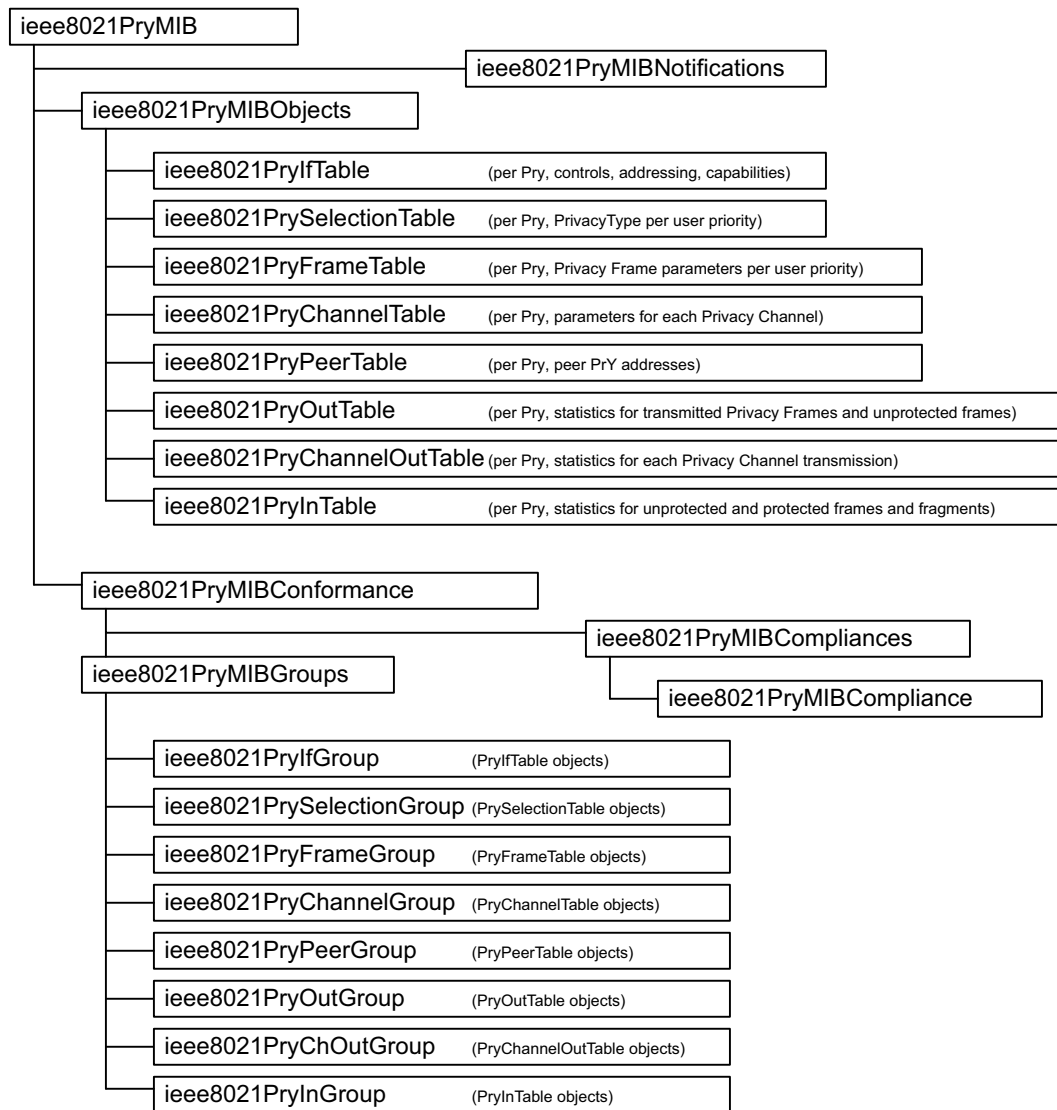 ieee8021PryMIB
ieee8021PryMIBNotifications
ieee8021PryMIBObjects
ieee8021PryIfTable (per Pry, controls, addressing, capabilities)
ieee8021PrySelectionTable (per Pry, PrivacyType per user priority)
ieee8021PryFrameTable (per Pry, Privacy Frame parameters per user priority)
ieee8021PryChannelTable (per Pry, parameters for each Privacy Channel)
ieee8021PryPeerTable (per Pry, peer PrY addresses)
ieee8021PryOutTable (per Pry, statistics for transmitted Privacy Frames and unprotected frames)
ieee8021PryChannelOutTable (per Pry, statistics for each Privacy Channel transmission)
ieee8021PryInTable (per Pry, statistics for unprotected and protected frames and fragments)
ieee8021PryMIBConformance
ieee8021PryMIBCompliances
ieee8021PryMIBGroups
ieee8021PryMIBCompliance
ieee8021PryIfGroup (PryIfTable objects)
ieee8021PrySelectionGroup (PrySelectionTable objects)
ieee8021PryFrameGroup (PryFrameTable objects)
ieee8021PryChannelGroup (PryChannelTable objects)
ieee8021PryPeerGroup (PryPeerTable objects)
ieee8021PryOutGroup (PryOutTable objects)
ieee8021PryChOutGroup (PryChannelOutTable objects)
ieee8021PryInGroup (PryInTable objects)